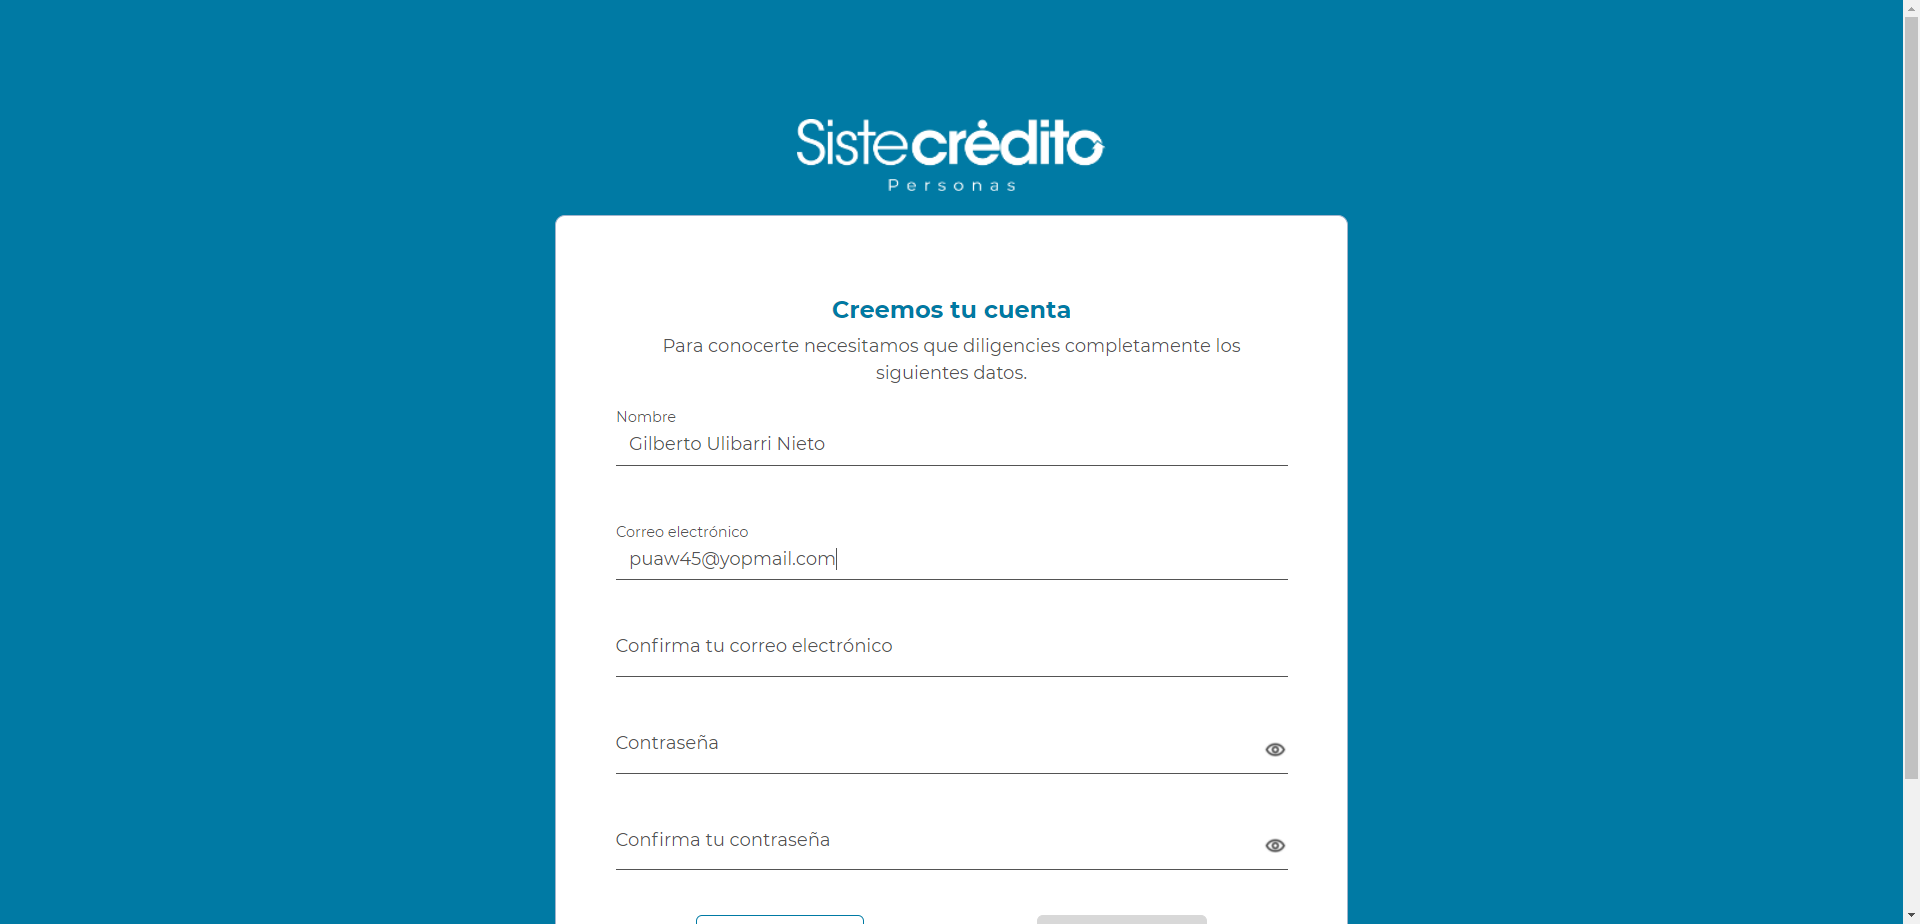 Sistecrédito
Personas
Creemos tu cuenta
Para conocerte necesitamos que diligencies completamente los
siguientes datos.
Nombre
Gilberto Ulibarri Nieto
Correo electrónico
puaw45@yopmail.com
Confirma tu correo electrónico
Contraseña
Confirma tu contraseña